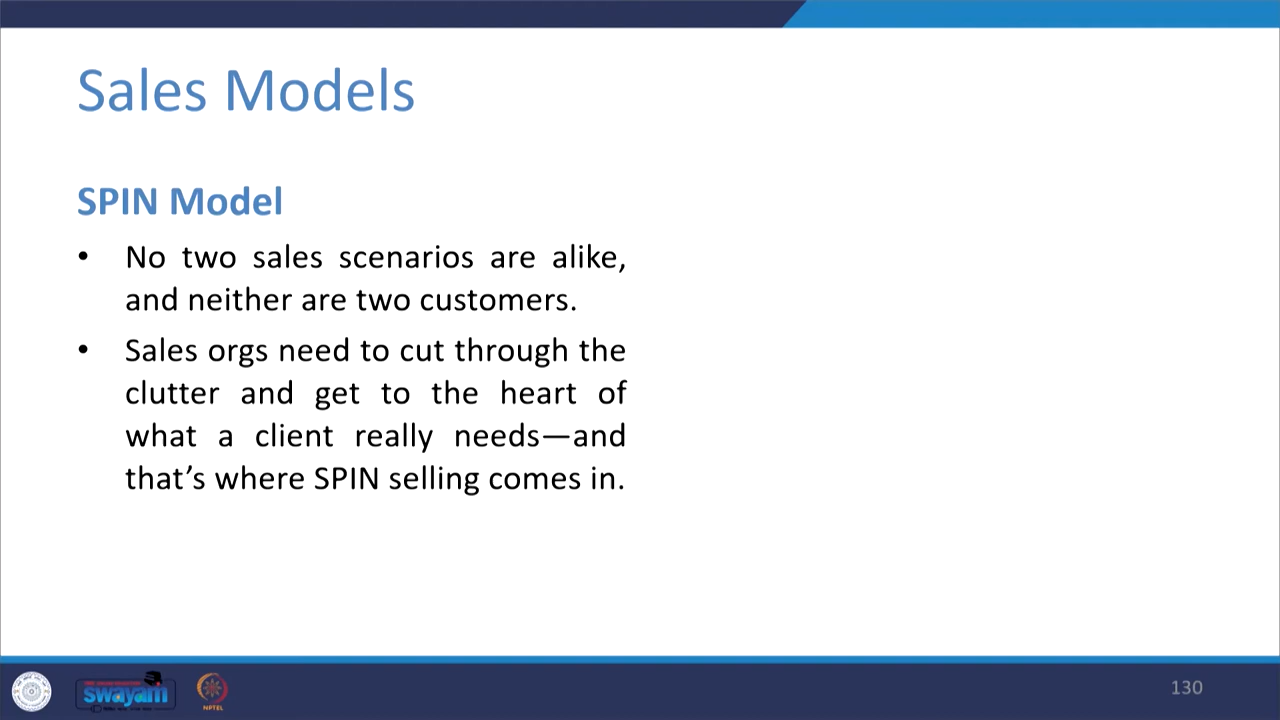 Sales Models
SPIN Model
• No two sales scenarios are alike,
and neither are two customers.
• Sales orgs need to cut through the
clutter and get to the heart of
what a client really needs—and
that’s where SPIN selling comes in.
swayam
NPTEL
130